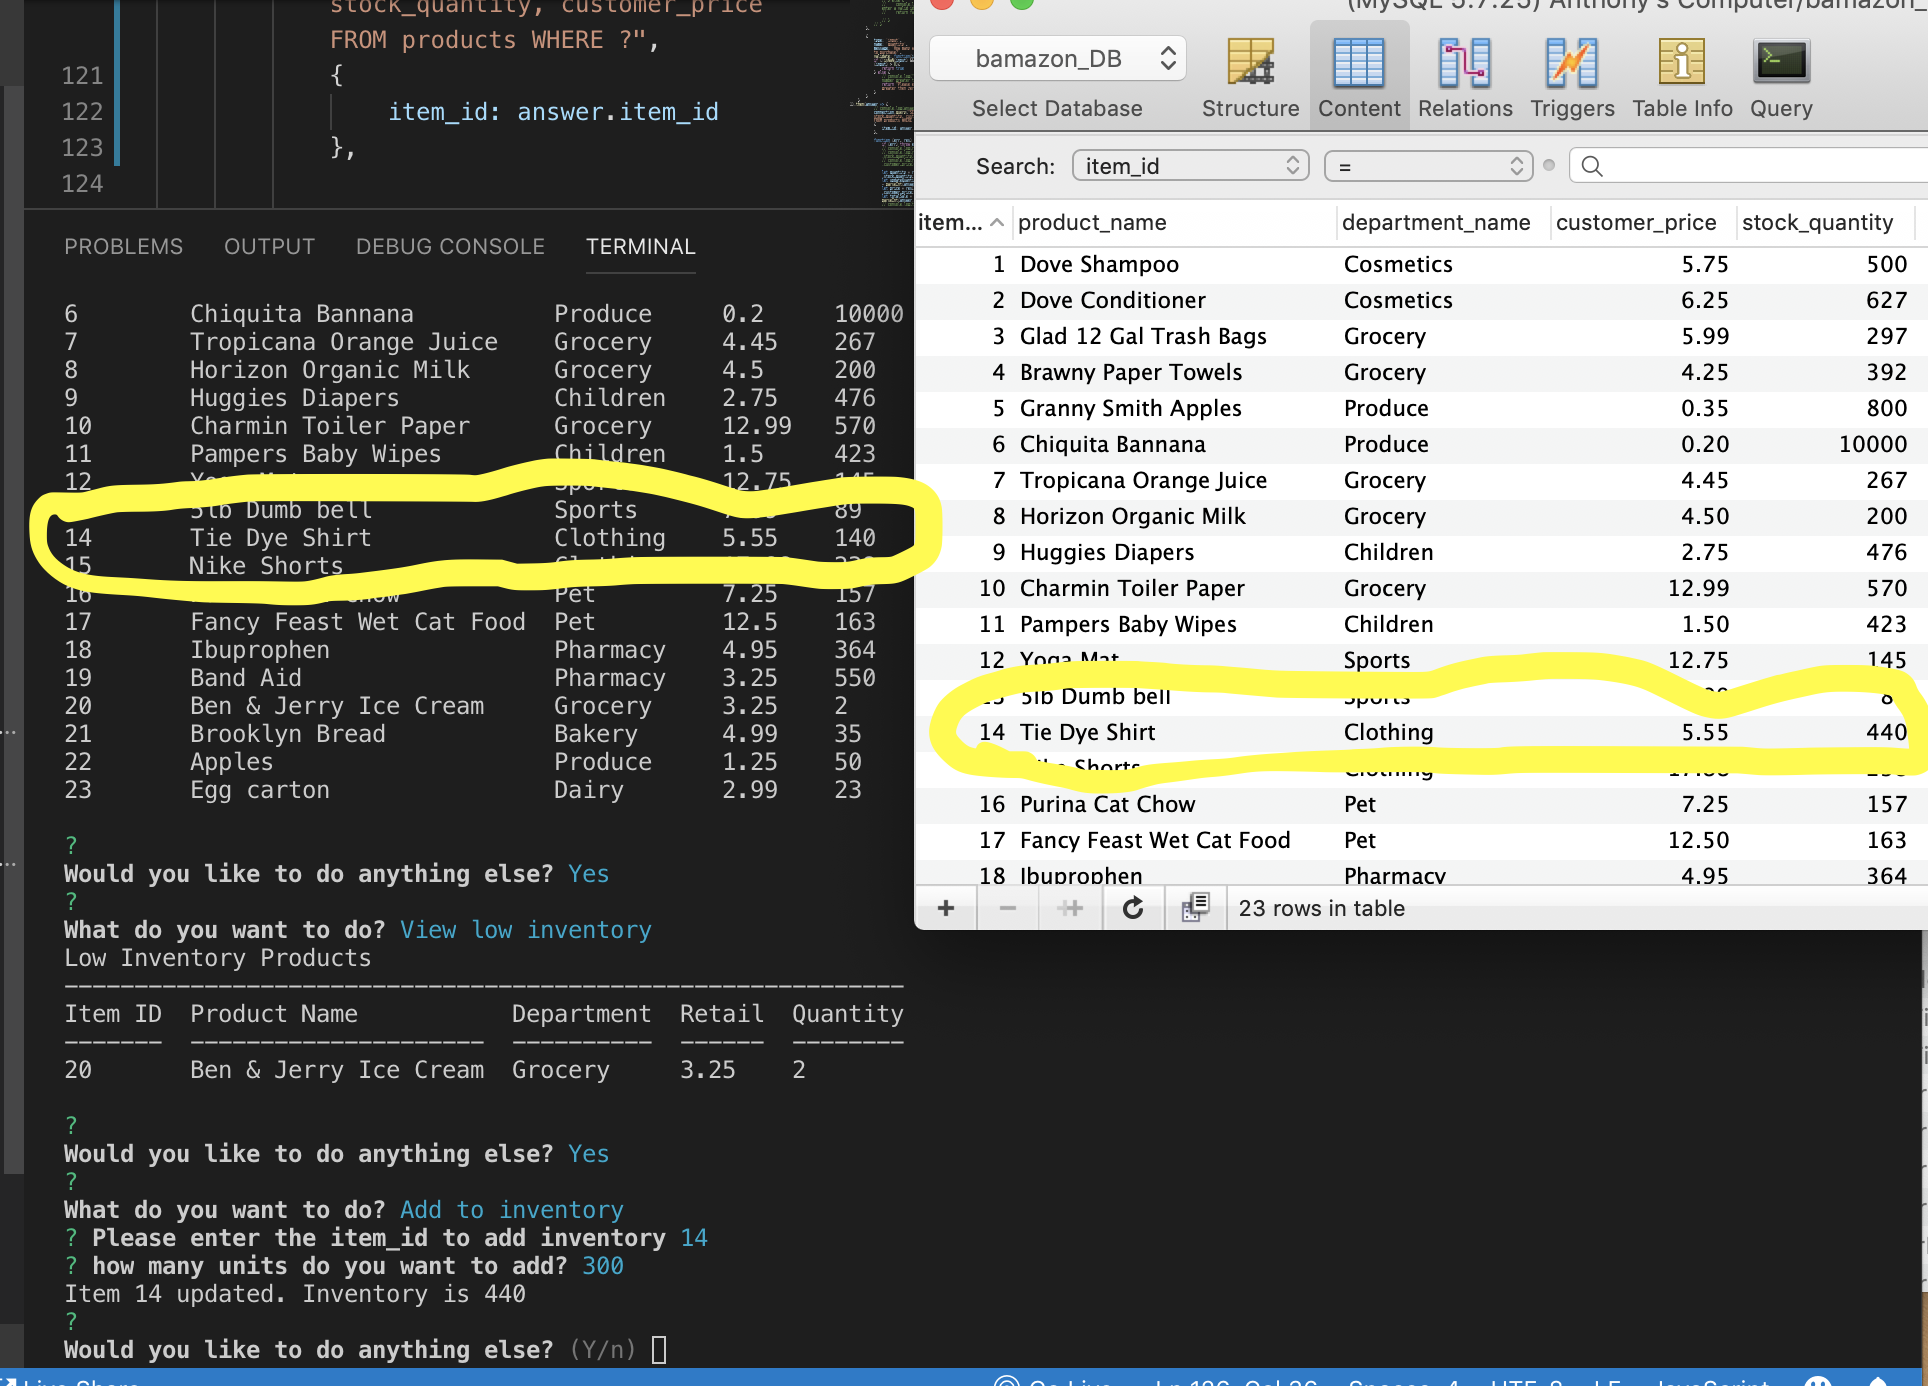 stock_quantity, customer_price
FROM products WHERE ?",
121 {
122 item_id: answer.item_id
123 },
124
PROBLEMS OUTPUT DEBUG CONSOLE TERMINAL
6 Chiquita Bannana Produce 0.2 10000
7 Tropicana Orange Juice Grocery 4.45 267
8 Horizon Organic Milk Grocery 4.5 200
9 Huggies Diapers Children 2.75 476
10 Charmin Toiler Paper Grocery 12.99 570
11 Pampers Baby Wipes Children 1.5 423
12 Yoga Mat Sports 12.75 145
5lb Dumb bell Sports 89
14 Tie Dye Shirt Clothing 5.55 140
15 Nike Shorts
16 Chow Pet 7.25 157
17 Fancy Feast Wet Cat Food Pet 12.5 163
18 Ibuprophen Pharmacy 4.95 364
19 Band Aid Pharmacy 3.25 550
20 Ben & Jerry Ice Cream Grocery 3.25 2
21 Brooklyn Bread Bakery 4.99 35
22 Apples Produce 1.25 50
23 Egg carton Dairy 2.99 23
?
Would you like to do anything else? Yes
?
What do you want to do? View low inventory
Low Inventory Products
Item ID Product Name Department Retail Quantity
20 Ben & Jerry Ice Cream Grocery 3.25 2
?
Would you like to do anything else? Yes
?
What do you want to do? Add to inventory
? Please enter the item_id to add inventory 14
? how many units do you want to add? 300
Item 14 updated. Inventory is 440
?
Would you like to do anything else? (Y/n)
Live Share
Go Live Ln 126, Col 26 Spaces: 4 UTF-8 LF JavaScript
(MySQL 5.7.25) Anthony's Computer/bamazon_
bamazon_DB
Select Database Structure Content Relations Triggers Table Info Query
Search: item_id =
item... product_name department_name customer_price stock_quantity
1 Dove Shampoo Cosmetics 5.75 500
2 Dove Conditioner Cosmetics 6.25 627
3 Glad 12 Gal Trash Bags Grocery 5.99 297
4 Brawny Paper Towels Grocery 4.25 392
5 Granny Smith Apples Produce 0.35 800
6 Chiquita Bannana Produce 0.20 10000
7 Tropicana Orange Juice Grocery 4.45 267
8 Horizon Organic Milk Grocery 4.50 200
9 Huggies Diapers Children 2.75 476
10 Charmin Toiler Paper Grocery 12.99 570
11 Pampers Baby Wipes Children 1.50 423
12 Yoga Mat Sports 12.75 145
5lb Dumb bell Sports
14 Tie Dye Shirt Clothing 5.55 440
Nike Shorts Clothing
16 Purina Cat Chow Pet 7.25 157
17 Fancy Feast Wet Cat Food Pet 12.50 163
18 Ibuprophen Pharmacy 4.95 364
23 rows in table